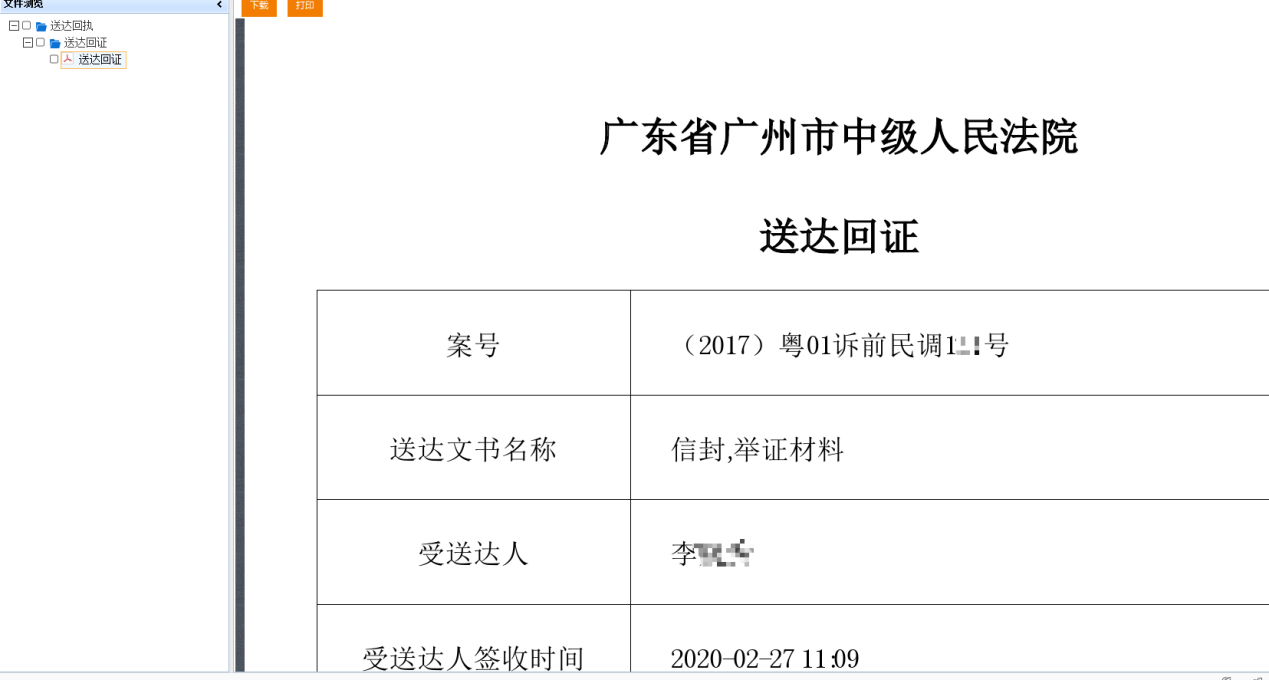 文件浏览
下载
打印
送达回执
送达回证
送达回证
广东省广州市中级人民法院
送达回证
案号
（2017）粤01诉前民调1号
送达文书名称
信封,举证材料
受送达人
李
受送达人签收时间
2020-02-27 11:09